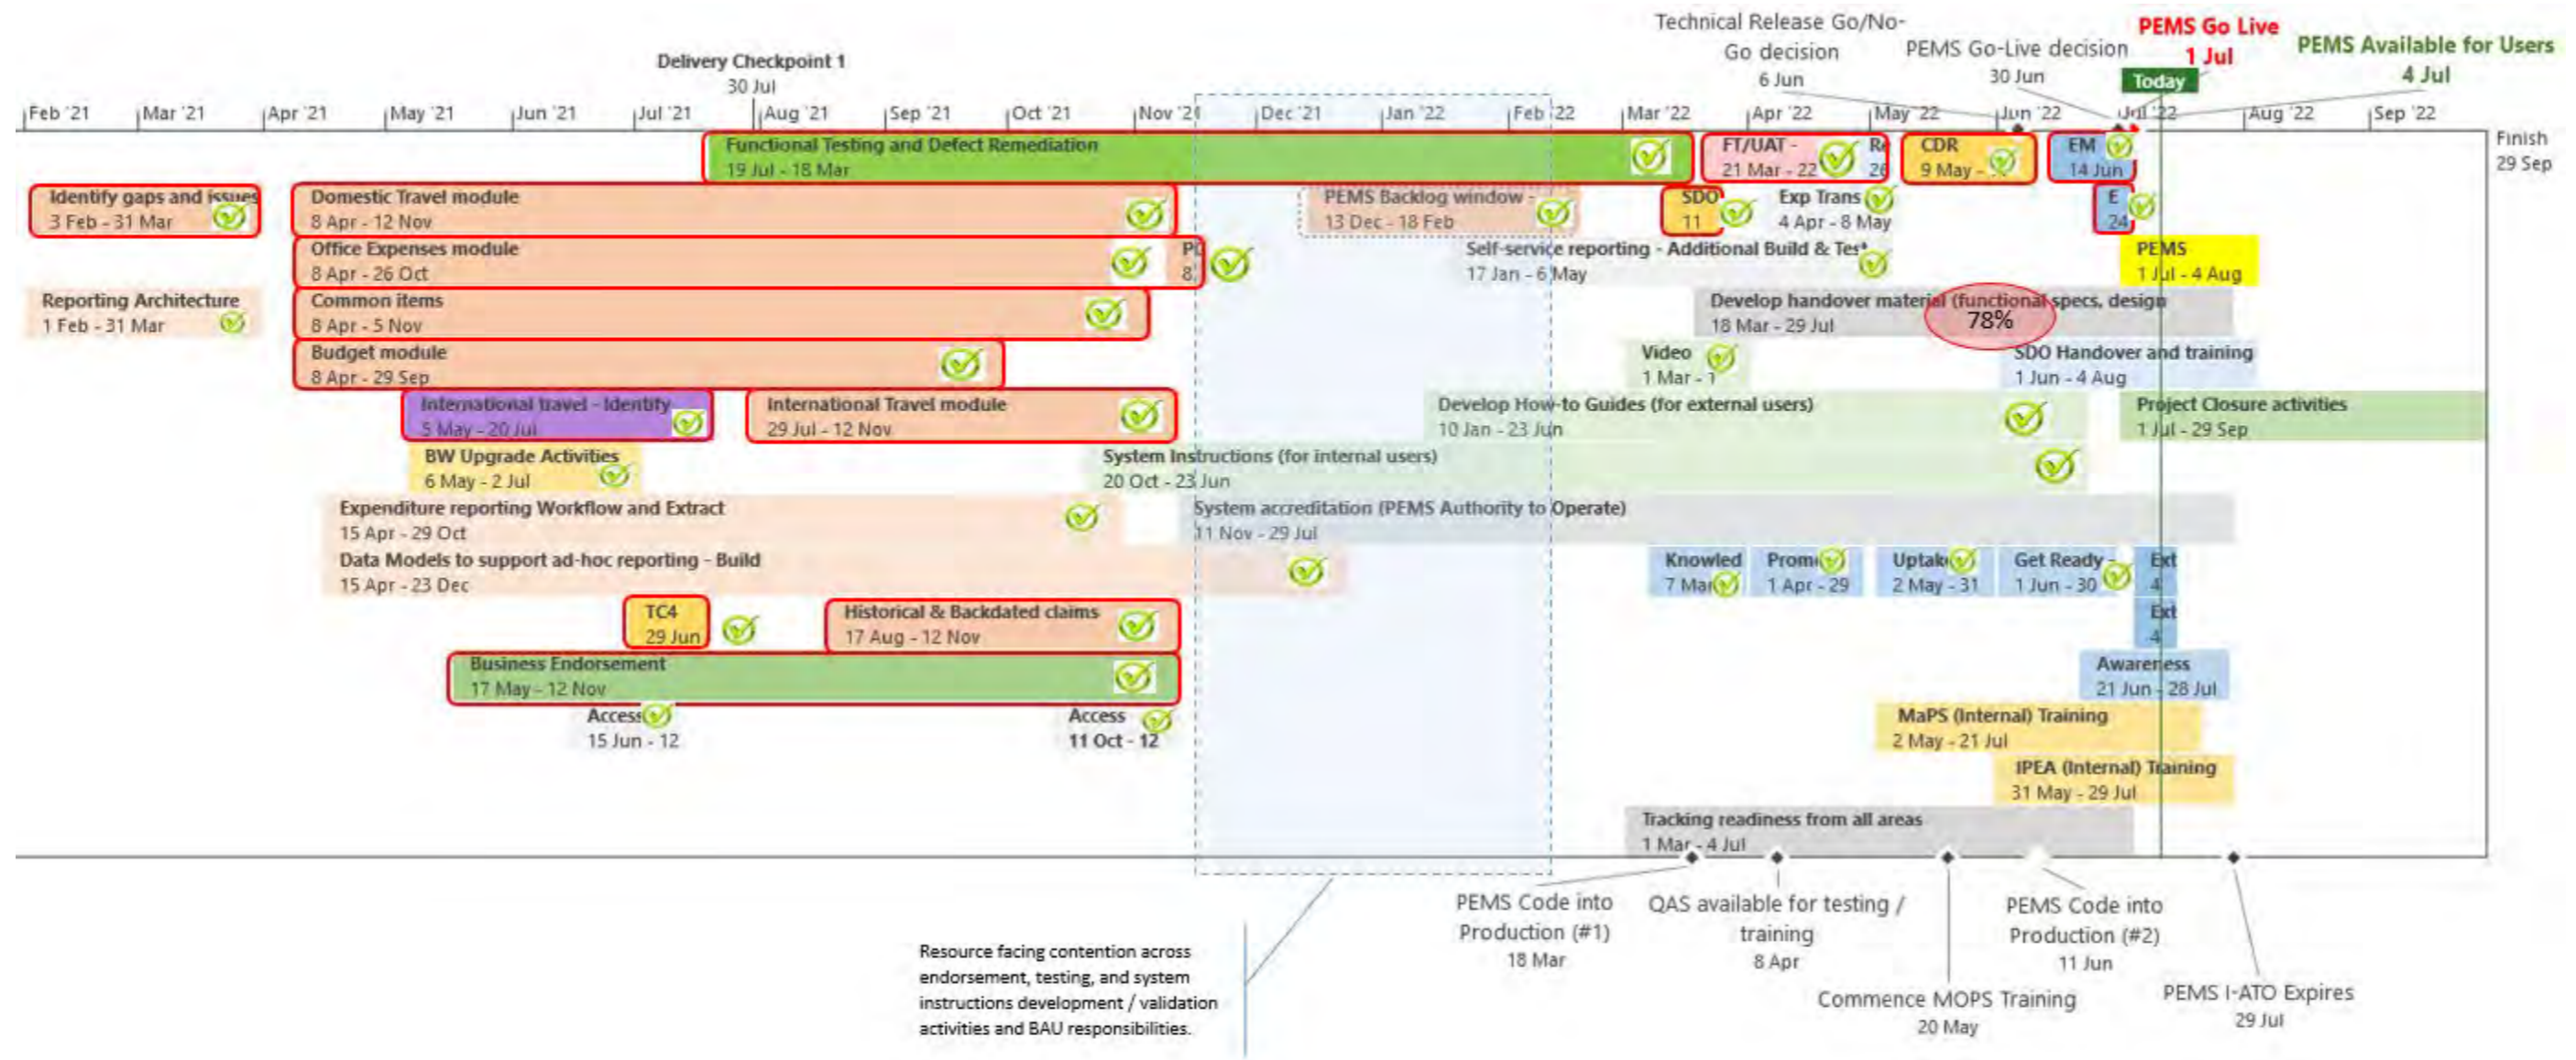 Technical Release Go/No-
Go decision
6 Jun
PEMS Go-Live decision
30 Jun
PEMS Go Live
1 Jul
PEMS Available for Users
4 Jul
Today
Delivery Checkpoint 1
30 Jul
Feb '21
Mar '21
Apr '21
May '21
Jun '21
Jul '21
Aug '21
Sep '21
Oct '21
Nov '21
Dec '21
Jan '22
Feb '22
Mar '22
Apr '22
May '22
Jun '22
Jul '22
Aug '22
Sep '22
Finish
29 Sep
Functional Testing and Defect Remediation
19 Jul - 18 Mar
FT/UAT -
21 Mar - 22
Re
26
CDR
9 May -
EM
14 Jun
Identify gaps and issues
3 Feb - 31 Mar
Domestic Travel module
8 Apr - 12 Nov
PEMS Backlog window -
13 Dec - 18 Feb
SDO
11
Exp Trans
4 Apr - 8 May
E
24
Office Expenses module
8 Apr - 26 Oct
8
Self-service reporting - Additional Build & Test
17 Jan - 6 May
PEMS
1 Jul - 4 Aug
Reporting Architecture
1 Feb - 31 Mar
Common items
8 Apr - 5 Nov
Develop handover material (functional specs, design
18 Mar - 29 Jul
78%
Budget module
8 Apr - 29 Sep
Video
1 Mar - 1
SDO Handover and training
1 Jun - 4 Aug
International travel - Identify
5 May - 20 Jul
International Travel module
29 Jul - 12 Nov
Develop How-to Guides (for external users)
10 Jan - 23 Jun
Project Closure activities
1 Jul - 29 Sep
BW Upgrade Activities
6 May - 2 Jul
System Instructions (for internal users)
20 Oct - 23 Jun
Expenditure reporting Workflow and Extract
15 Apr - 29 Oct
System accreditation (PEMS Authority to Operate)
11 Nov - 29 Jul
Data Models to support ad-hoc reporting - Build
15 Apr - 23 Dec
Knowled
7 Mar
Prom
1 Apr - 29
Uptak
2 May - 31
Get Ready -
1 Jun - 30
Ext
4
TC4
29 Jun
Historical & Backdated claims
17 Aug - 12 Nov
Ext
4
Business Endorsement
17 May - 12 Nov
Awareness
21 Jun - 28 Jul
Access
15 Jun - 12
Access
11 Oct - 12
MaPS (Internal) Training
2 May - 21 Jul
IPEA (Internal) Training
31 May - 29 Jul
Tracking readiness from all areas
1 Mar - 4 Jul
PEMS Code into
Production (#1)
18 Mar
QAS available for testing /
training
8 Apr
PEMS Code into
Production (#2)
11 Jun
Commence MOPS Training
20 May
PEMS I-ATO Expires
29 Jul
Resource facing contention across
endorsement, testing, and system
instructions development / validation
activities and BAU responsibilities.